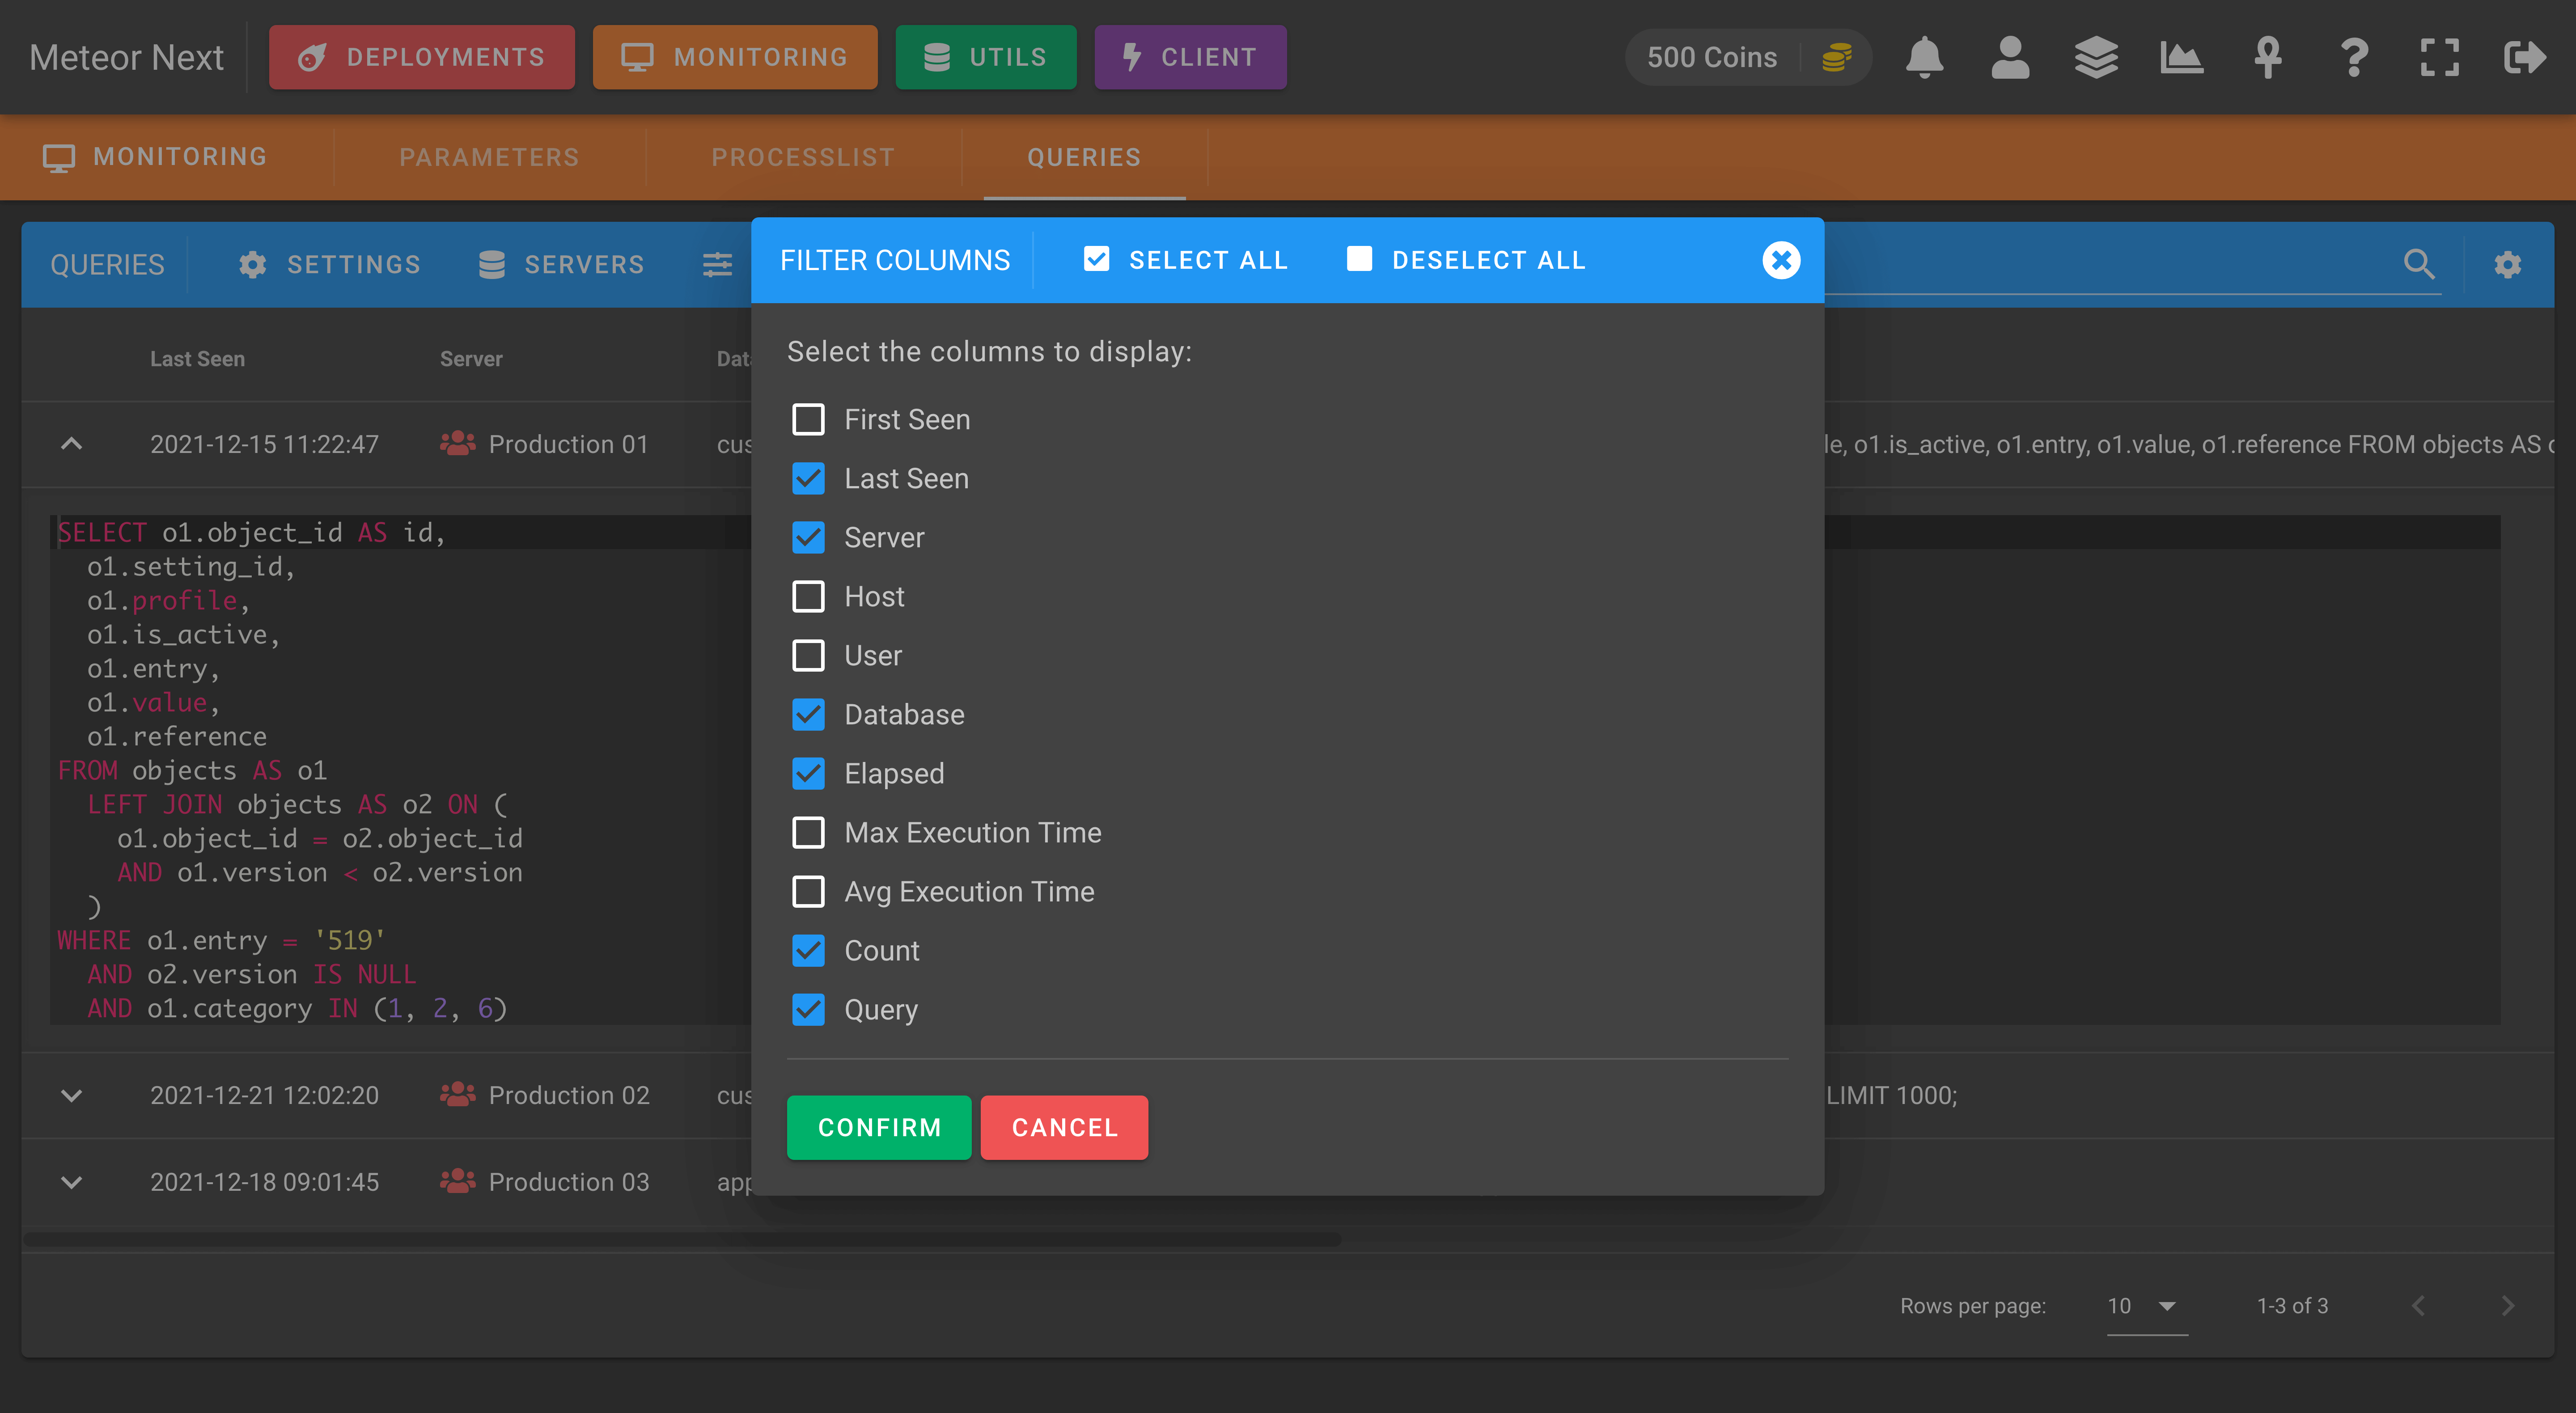 Meteor Next DEPLOYMENTS MONITORING UTILS CLIENT 500 Coins
MONITORING PARAMETERS PROCESSLIST QUERIES
QUERIES SETTINGS SERVERS
FILTER COLUMNS SELECT ALL DESELECT ALL
Select the columns to display:
First Seen
Last Seen
Server
Host
User
Database
Elapsed
Max Execution Time
Avg Execution Time
Count
Query
CONFIRM CANCEL
Last Seen Server
2021-12-15 11:22:47 Production 01 o1.is_active, o1.entry, o1.value, o1.reference FROM objects AS
SELECT o1.object_id AS id,
o1.setting_id,
o1.profile,
o1.is_active,
o1.entry,
o1.value,
o1.reference
FROM objects AS o1
LEFT JOIN objects AS o2 ON (
o1.object_id = o2.object_id
AND o1.version < o2.version
)
WHERE o1.entry = '519'
AND o2.version IS NULL
AND o1.category IN (1, 2, 6)
2021-12-21 12:02:20 Production 02 LIMIT 1000;
2021-12-18 09:01:45 Production 03
Rows per page: 10 1-3 of 3